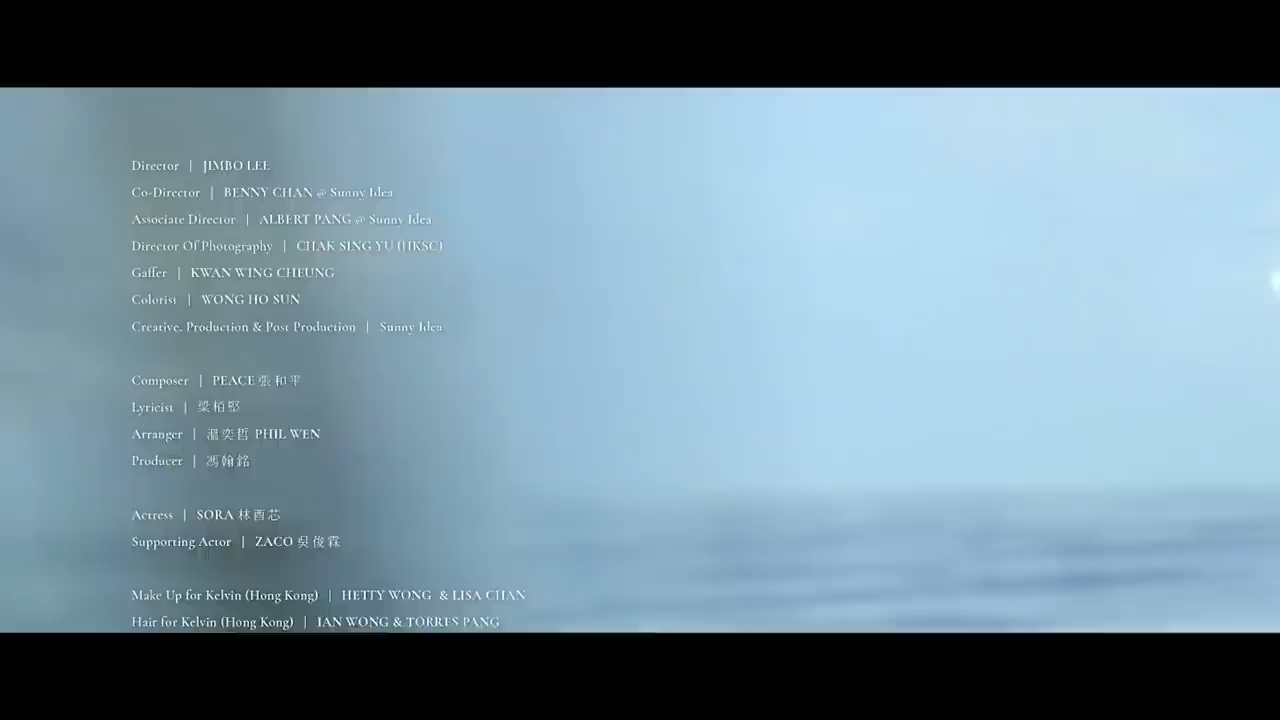 Director | JIMBO LEE
Co-Director | BENNY CHAN @ Sunny Idea
Associate Director | ALBERT PANG @ Sunny Idea
Director Of Photography | CHAK SING YU (HKSC)
Gaffer | KWAN WING CHEUNG
Colorist | WONG HO SUN
Creative, Production & Post Production | Sunny Idea
Composer | PEACE 張和平
Lyricist | 梁栢堅
Arranger | 溫奕哲 PHIL WEN
Producer | 馮翰銘
Actress | SORA 林酉芯
Supporting Actor | ZACO 吳俊霖
Make Up for Kelvin (Hong Kong) | HETTY WONG & LISA CHAN
Hair for Kelvin (Hong Kong) | IAN WONG & TORRES PANG